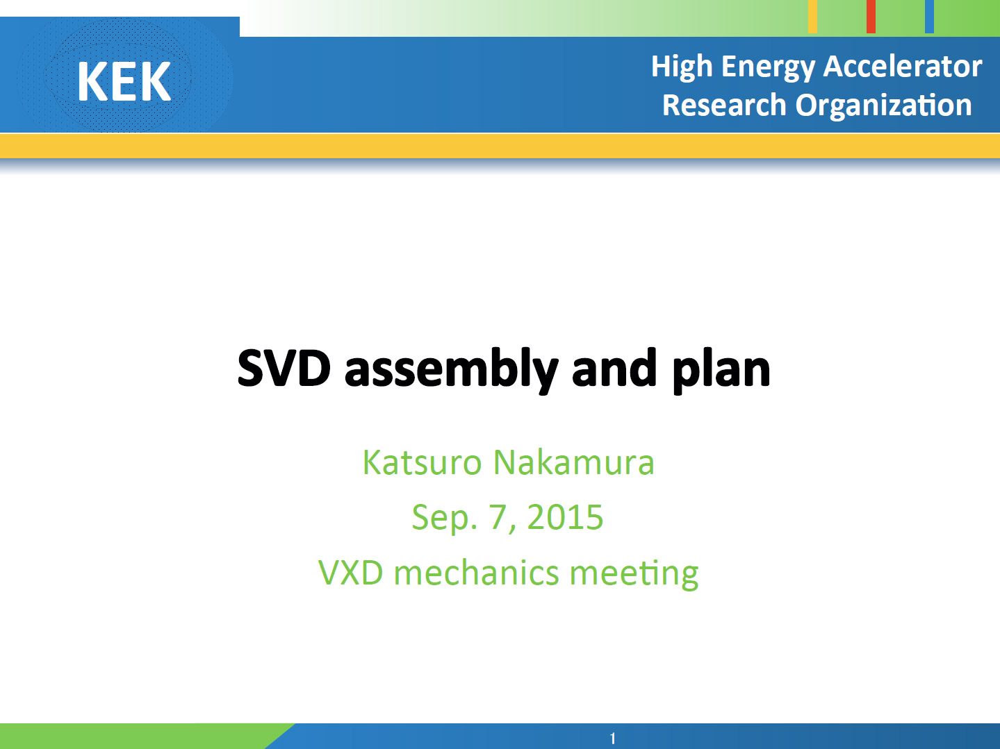 KEK
High Energy Accelerator
Research Organization
SVD assembly and plan
Katsuro Nakamura
Sep. 7, 2015
VXD mechanics meeting
1